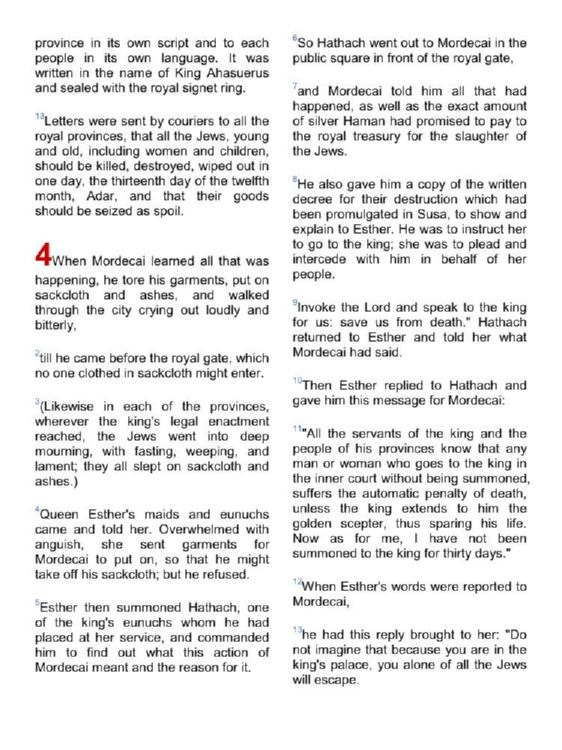 province in its own script and to each
people in its own language. It was
written in the name of King Ahasuerus
and sealed with the royal signet ring.
13Letters were sent by couriers to all the
royal provinces, that all the Jews, young
and old, including women and children,
should be killed, destroyed, wiped out in
one day, the thirteenth day of the twelfth
month, Adar, and that their goods
should be seized as spoil.
4When Mordecai learned all that was
happening, he tore his garments, put on
sackcloth and ashes, and walked
through the city crying out loudly and
bitterly,
2till he came before the royal gate, which
no one clothed in sackcloth might enter.
3(Likewise in each of the provinces,
wherever the king's legal enactment
reached, the Jews went into deep
mourning, with fasting, weeping, and
lament; they all slept on sackcloth and
ashes.)
4Queen Esther's maids and eunuchs
came and told her. Overwhelmed with
anguish, she sent garments for
Mordecai to put on, so that he might
take off his sackcloth; but he refused.
5Esther then summoned Hathach, one
of the king's eunuchs whom he had
placed at her service, and commanded
him to find out what this action of
Mordecai meant and the reason for it.
6So Hathach went out to Mordecai in the
public square in front of the royal gate,
7and Mordecai told him all that had
happened, as well as the exact amount
of silver Haman had promised to pay to
the royal treasury for the slaughter of
the Jews.
8He also gave him a copy of the written
decree for their destruction which had
been promulgated in Susa, to show and
explain to Esther. He was to instruct her
to go to the king; she was to plead and
intercede with him in behalf of her
people.
9Invoke the Lord and speak to the king
for us: save us from death." Hathach
returned to Esther and told her what
Mordecai had said.
10Then Esther replied to Hathach and
gave him this message for Mordecai:
11"All the servants of the king and the
people of his provinces know that any
man or woman who goes to the king in
the inner court without being summoned,
suffers the automatic penalty of death,
unless the king extends to him the
golden scepter, thus sparing his life.
Now as for me, I have not been
summoned to the king for thirty days."
12When Esther's words were reported to
Mordecai,
13he had this reply brought to her: "Do
not imagine that because you are in the
king's palace, you alone of all the Jews
will escape.